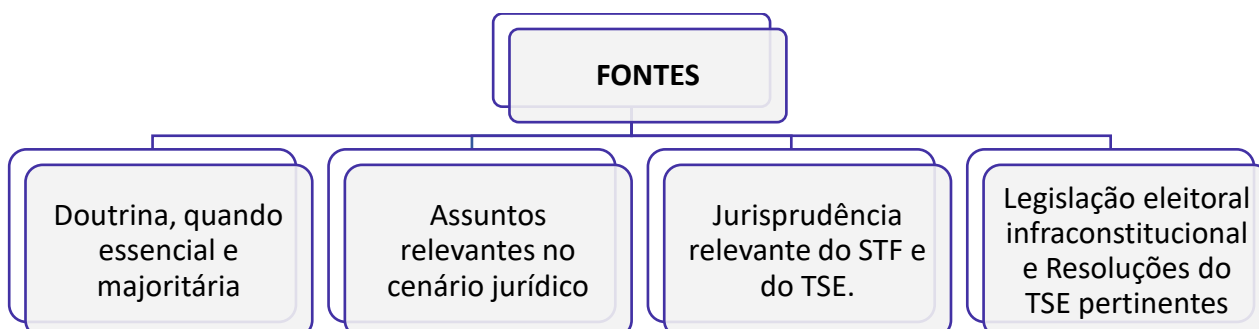 FONTES
Doutrina, quando
essencial e
majoritária
Assuntos
relevantes no
cenário jurídico
Jurisprudência
relevante do STF e
do TSE.
Legislação eleitoral
infraconstitucional
e Resoluções do
TSE pertinentes